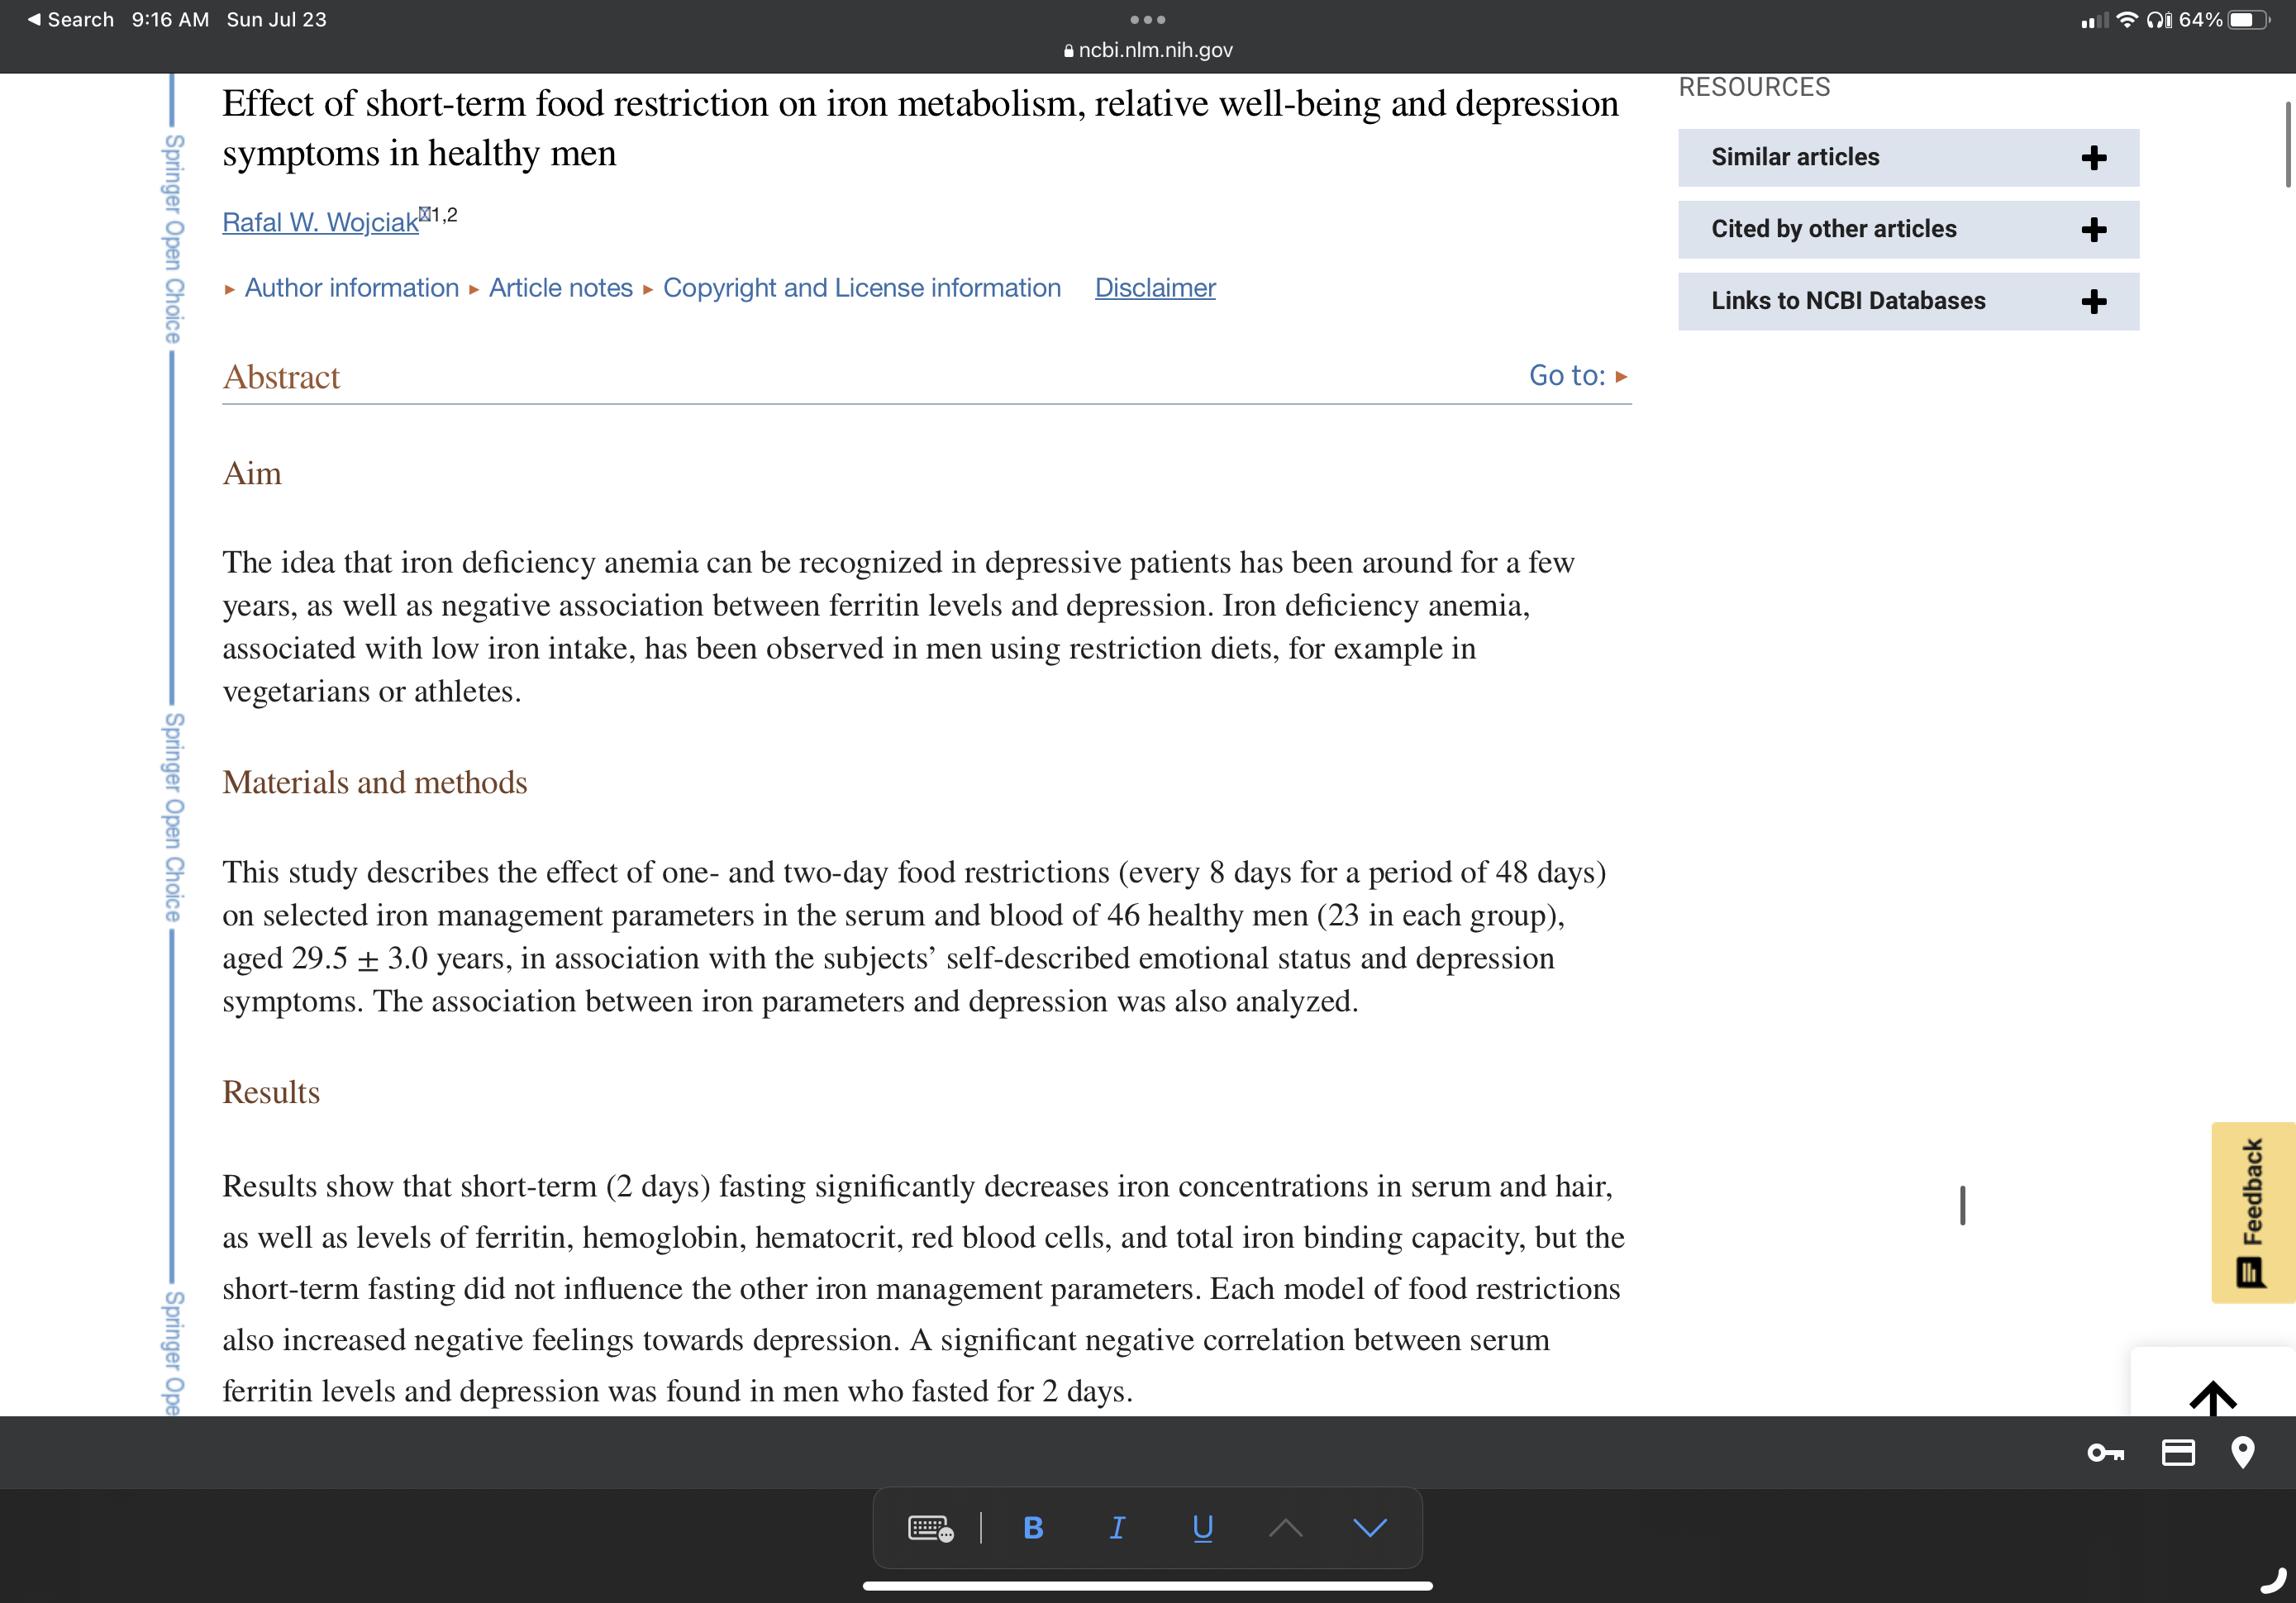 Search 9:16 AM Sun Jul 23
64%
ncbi.nlm.nih.gov
Effect of short-term food restriction on iron metabolism, relative well-being and depression
symptoms in healthy men
Rafal W. Wojciak1,2
Author information Article notes Copyright and License information Disclaimer
Abstract
Go to:
Aim
The idea that iron deficiency anemia can be recognized in depressive patients has been around for a few
years, as well as negative association between ferritin levels and depression. Iron deficiency anemia,
associated with low iron intake, has been observed in men using restriction diets, for example in
vegetarians or athletes.
Materials and methods
This study describes the effect of one- and two-day food restrictions (every 8 days for a period of 48 days)
on selected iron management parameters in the serum and blood of 46 healthy men (23 in each group),
aged 29.5 ± 3.0 years, in association with the subjects’ self-described emotional status and depression
symptoms. The association between iron parameters and depression was also analyzed.
Results
Results show that short-term (2 days) fasting significantly decreases iron concentrations in serum and hair,
as well as levels of ferritin, hemoglobin, hematocrit, red blood cells, and total iron binding capacity, but the
short-term fasting did not influence the other iron management parameters. Each model of food restrictions
also increased negative feelings towards depression. A significant negative correlation between serum
ferritin levels and depression was found in men who fasted for 2 days.
Springer Open Choice
Springer Open Choice
Springer Ope
RESOURCES
Similar articles
Cited by other articles
Links to NCBI Databases
Feedback
B I U